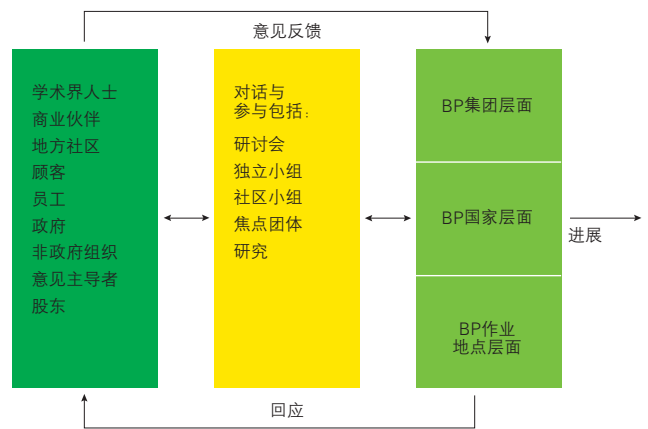 意见反馈
学术界人士
商业伙伴
地方社区
顾客
员工
政府
非政府组织
意见主导者
股东
对话与
参与包括：
研讨会
独立小组
社区小组
焦点团体
研究
BP集团层面
BP国家层面
BP作业
地点层面
进展
回应